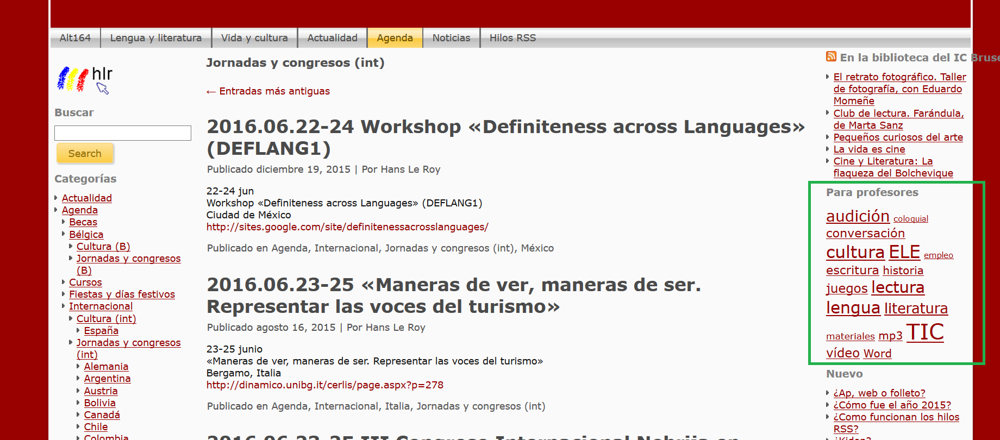 Alt164 Lengua y literatura Vida y cultura Actualidad Agenda Noticias Hilos RSS
hlr
Buscar
Search
Categorías
Actualidad
Agenda
Becas
Bélgica
Cultura (B)
Jornadas y congresos
(B)
Cursos
Fiestas y días festivos
Internacional
Cultura (int)
España
Jornadas y congresos
(int)
Alemania
Argentina
Austria
Bolivia
Canadá
Chile
Colombia
Jornadas y congresos (int)
← Entradas más antiguas
2016.06.22-24 Workshop «Definiteness across Languages»
(DEFLANG1)
Publicado diciembre 19, 2015 | Por Hans Le Roy
22-24 jun
Workshop «Definiteness across Languages» (DEFLANG1)
Ciudad de México
http://sites.google.com/site/definitenessacrosslanguages/
Publicado en Agenda, Internacional, Jornadas y congresos (int), México
2016.06.23-25 «Maneras de ver, maneras de ser.
Representar las voces del turismo»
Publicado agosto 16, 2015 | Por Hans Le Roy
23-25 junio
«Maneras de ver, maneras de ser. Representar las voces del turismo»
Bergamo, Italia
http://dinamico.unibg.it/cerlis/page.aspx?p=278
Publicado en Agenda, Internacional, Italia, Jornadas y congresos (int)
2016.06.23-25 III Congreso Internacional Nebrija en
En la biblioteca del IC Bruse
El retrato fotográfico. Taller
de fotografía, con Eduardo
Momeñe
Club de lectura. Farándula,
de Marta Sanz
Pequeños curiosos del arte
La vida es cine
Cine y Literatura: La
flaqueza del Bolchevique
Para profesores
audición coloquial
conversación
cultura ELE empleo
escritura historia
juegos lectura
lengua literatura
materiales mp3 TIC
vídeo Word
Nuevo
¿Ap, web o folleto?
¿Cómo fue el año 2015?
¿Como funcionan los hilos
RSS?